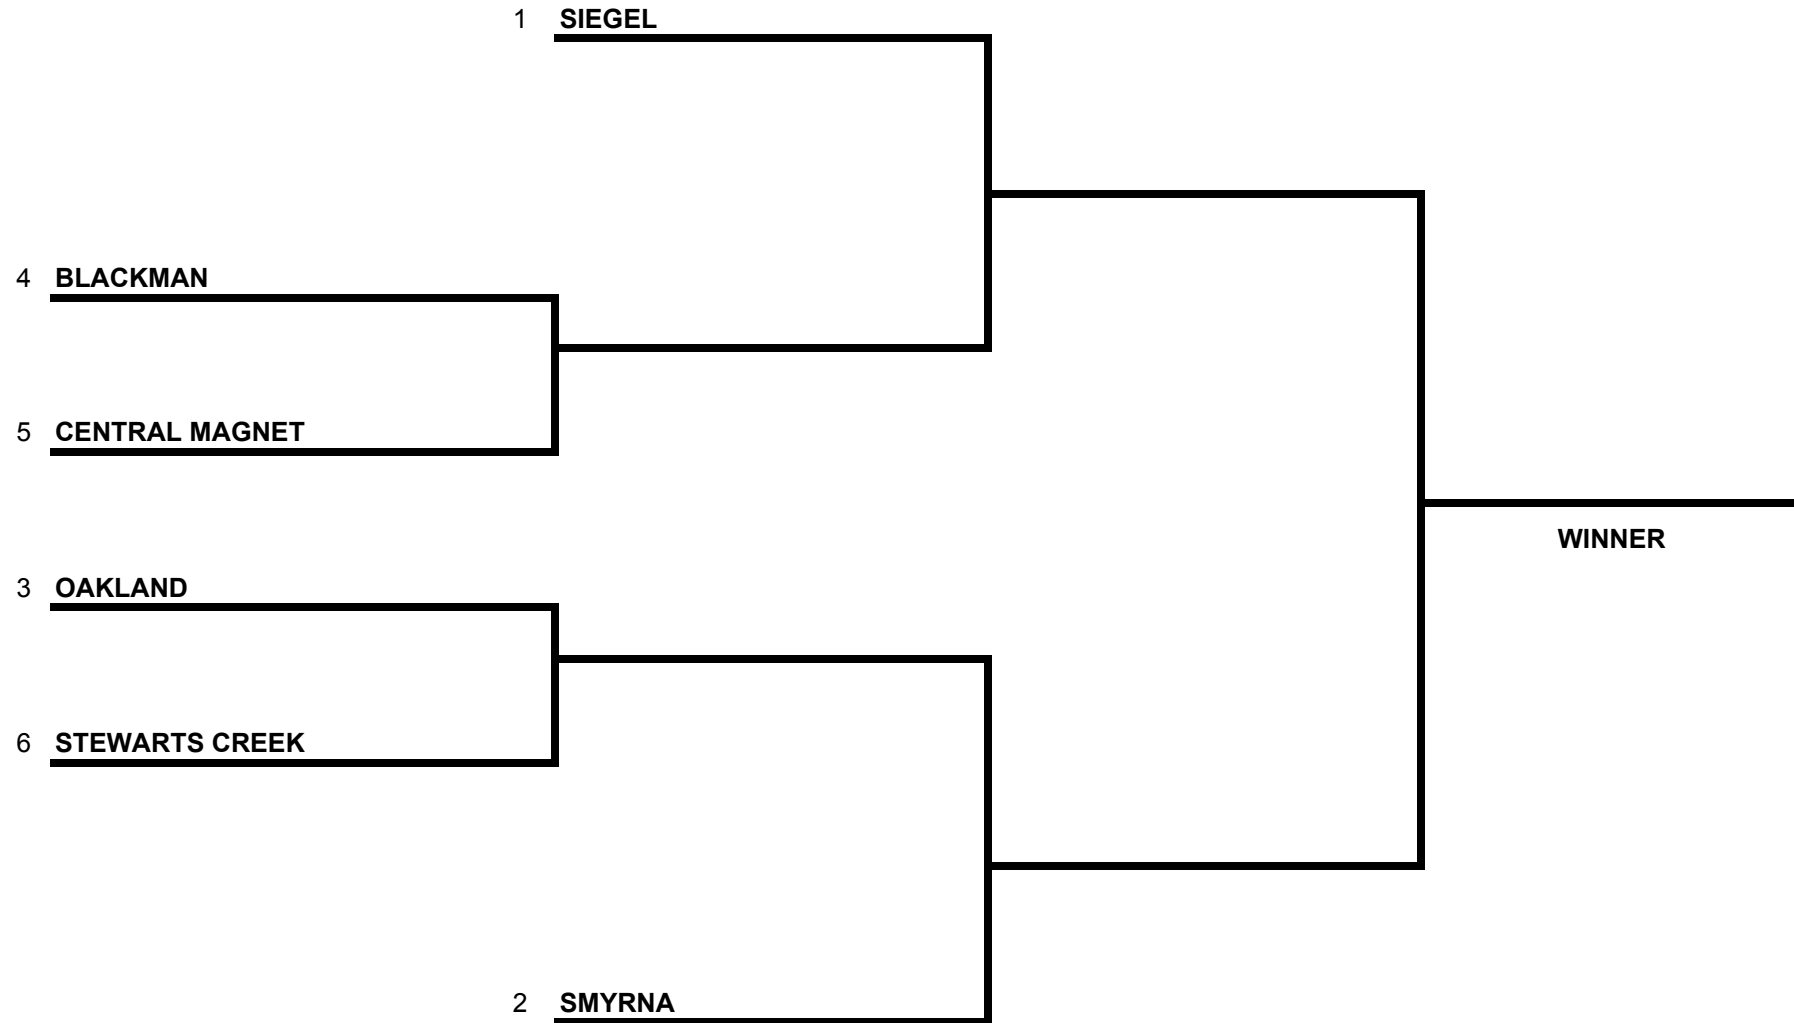 1 SIEGEL
4 BLACKMAN
5 CENTRAL MAGNET
WINNER
3 OAKLAND
6 STEWARTS CREEK
2 SMYRNA